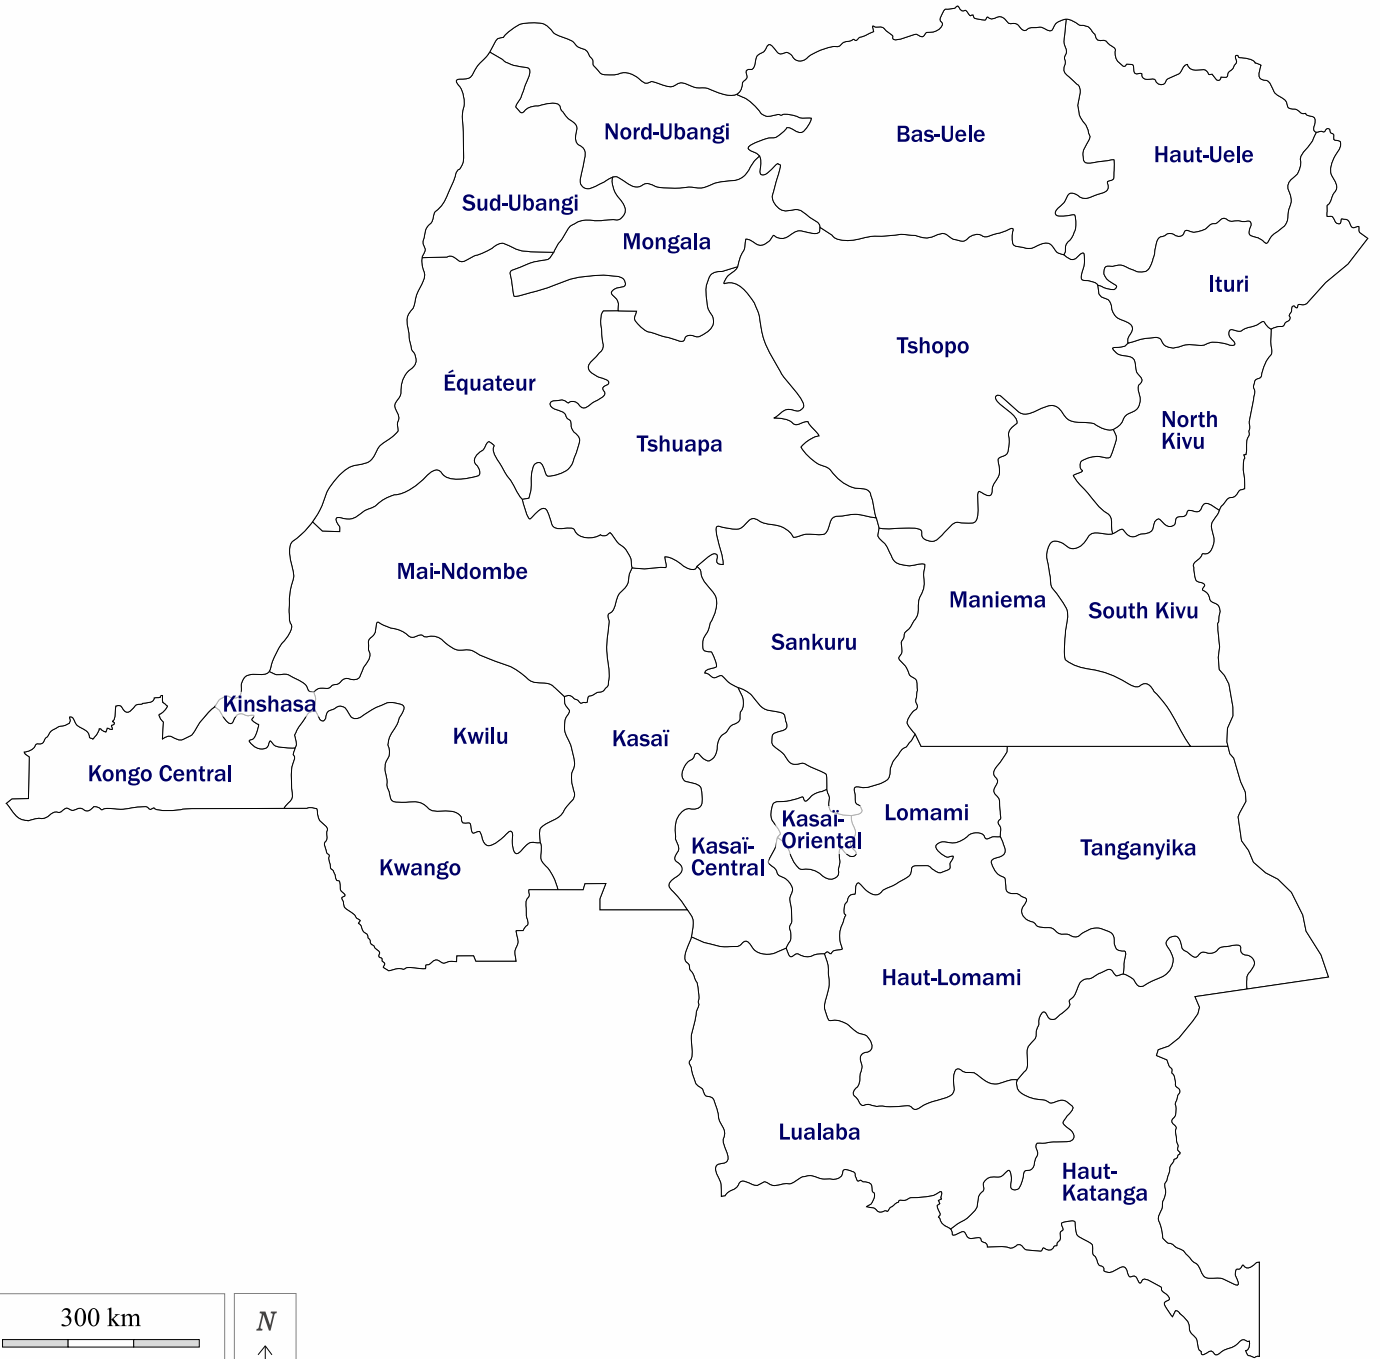 Nord-Ubangi
Bas-Uele
Haut-Uele
Sud-Ubangi
Mongala
Ituri
Tshopo
Équateur
North
Kivu
Tshuapa
Mai-Ndombe
Maniema
South Kivu
Sankuru
Kinshasa
Kwilu
Kasaï
Kongo Central
Lomami
Kasaï-
Oriental
Kasaï-
Central
Tanganyika
Kwango
Haut-Lomami
Lualaba
Haut-
Katanga
300 km
N